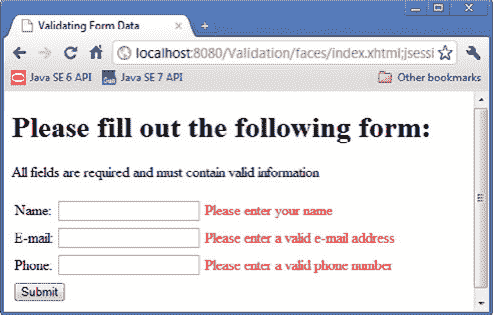 Validating Form Data
localhost:8080/Validation/faces/index.xhtml;jsessi
Java SE 6 API Java SE 7 API Other bookmarks
Please fill out the following form:
All fields are required and must contain valid information
Name: Please enter your name
E-mail: Please enter a valid e-mail address
Phone: Please enter a valid phone number
Submit